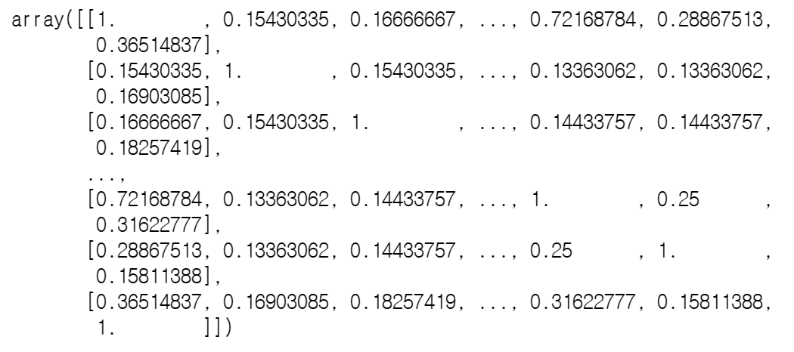 array([[1.        , 0.15430335, 0.16666667, ..., 0.72168784, 0.28867513,
        0.36514837],
       [0.15430335, 1.        , 0.15430335, ..., 0.13363062, 0.13363062,
        0.16903085],
       [0.16666667, 0.15430335, 1.        , ..., 0.14433757, 0.14433757,
        0.18257419],
       ...,
       [0.72168784, 0.13363062, 0.14433757, ..., 1.        , 0.25      ,
        0.31622777],
       [0.28867513, 0.13363062, 0.14433757, ..., 0.25      , 1.        ,
        0.15811388],
       [0.36514837, 0.16903085, 0.18257419, ..., 0.31622777, 0.15811388,
        1.        ]])